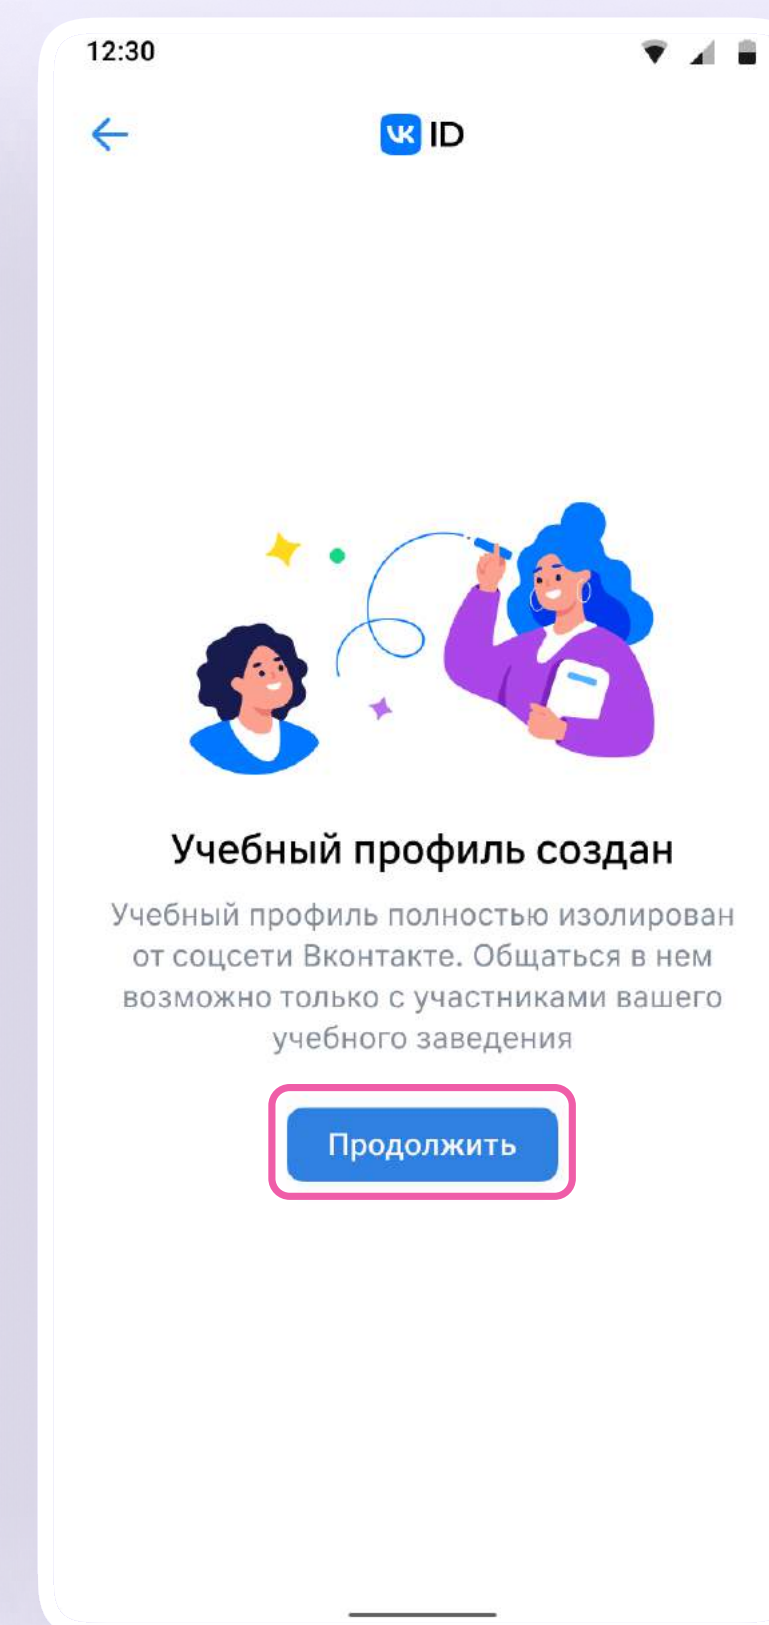 12:30
VK ID
Учебный профиль создан
Учебный профиль полностью изолирован
от соцсети Вконтакте. Общаться в нем
возможно только с участниками вашего
учебного заведения
Продолжить